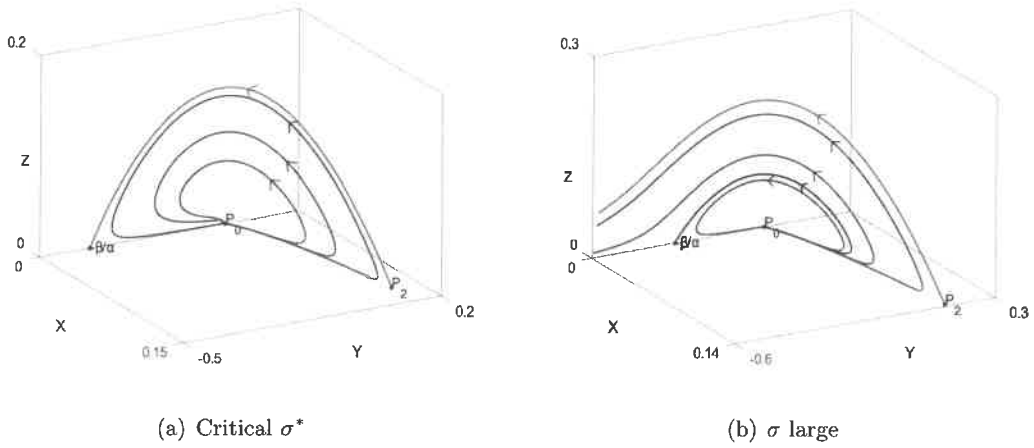 0.2
Z
0
0
β/α
P0
P2
X
0.15
-0.5
Y
0.2
(a) Critical σ*
0.3
Z
0
0
β/α
P0
P2
X
0.14
-0.6
Y
0.3
(b) σ large